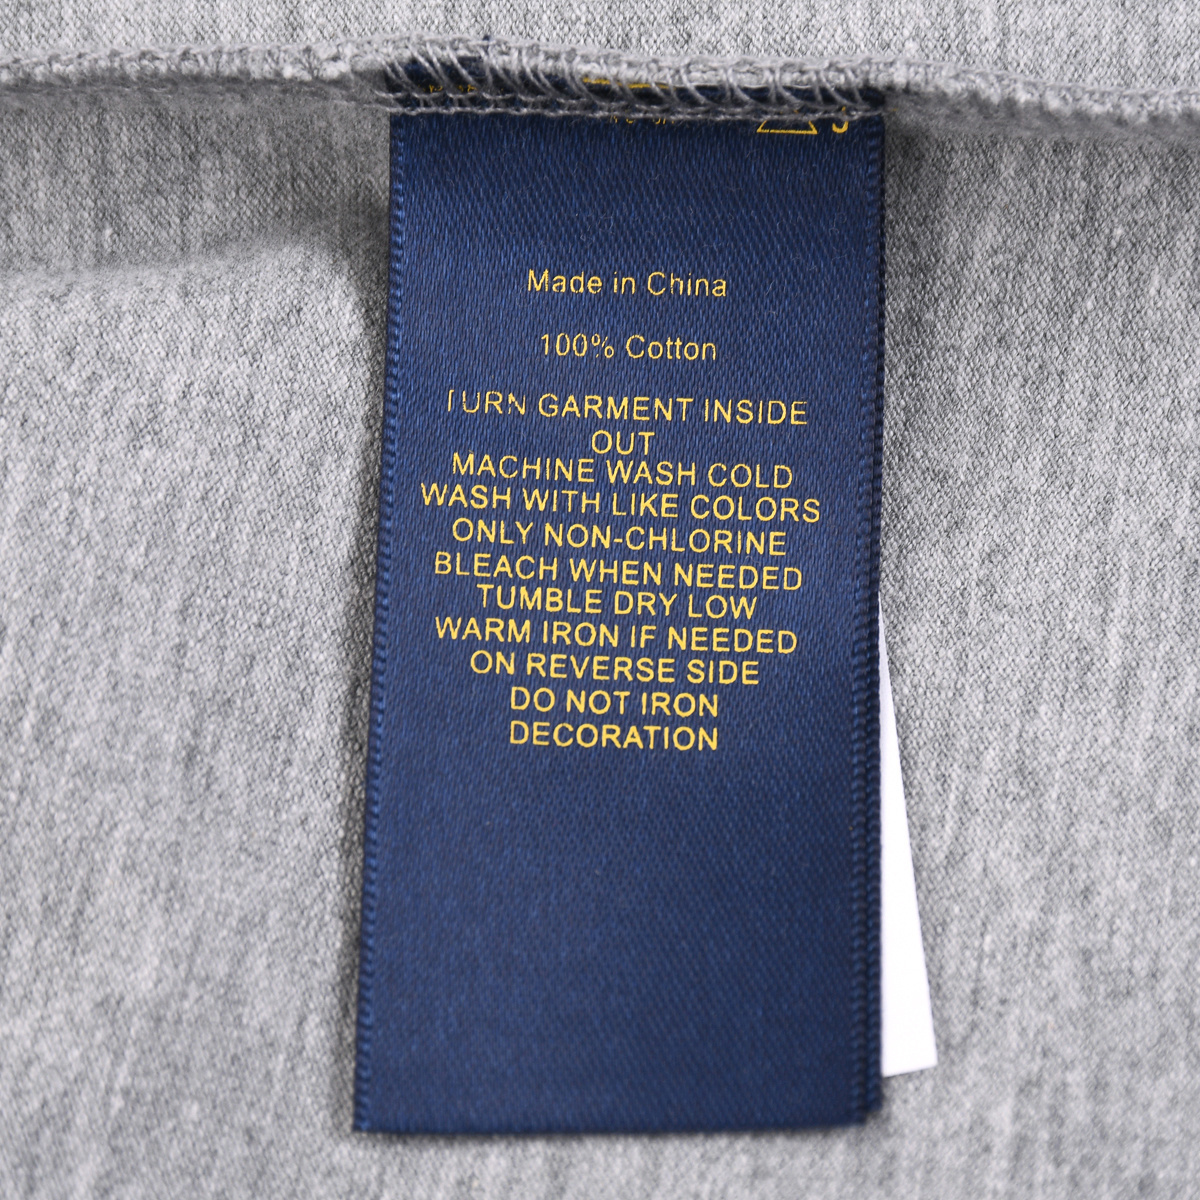 Made in China
100% Cotton
TURN GARMENT INSIDE
OUT
MACHINE WASH COLD
WASH WITH LIKE COLORS
ONLY NON-CHLORINE
BLEACH WHEN NEEDED
TUMBLE DRY LOW
WARM IRON IF NEEDED
ON REVERSE SIDE
DO NOT IRON
DECORATION